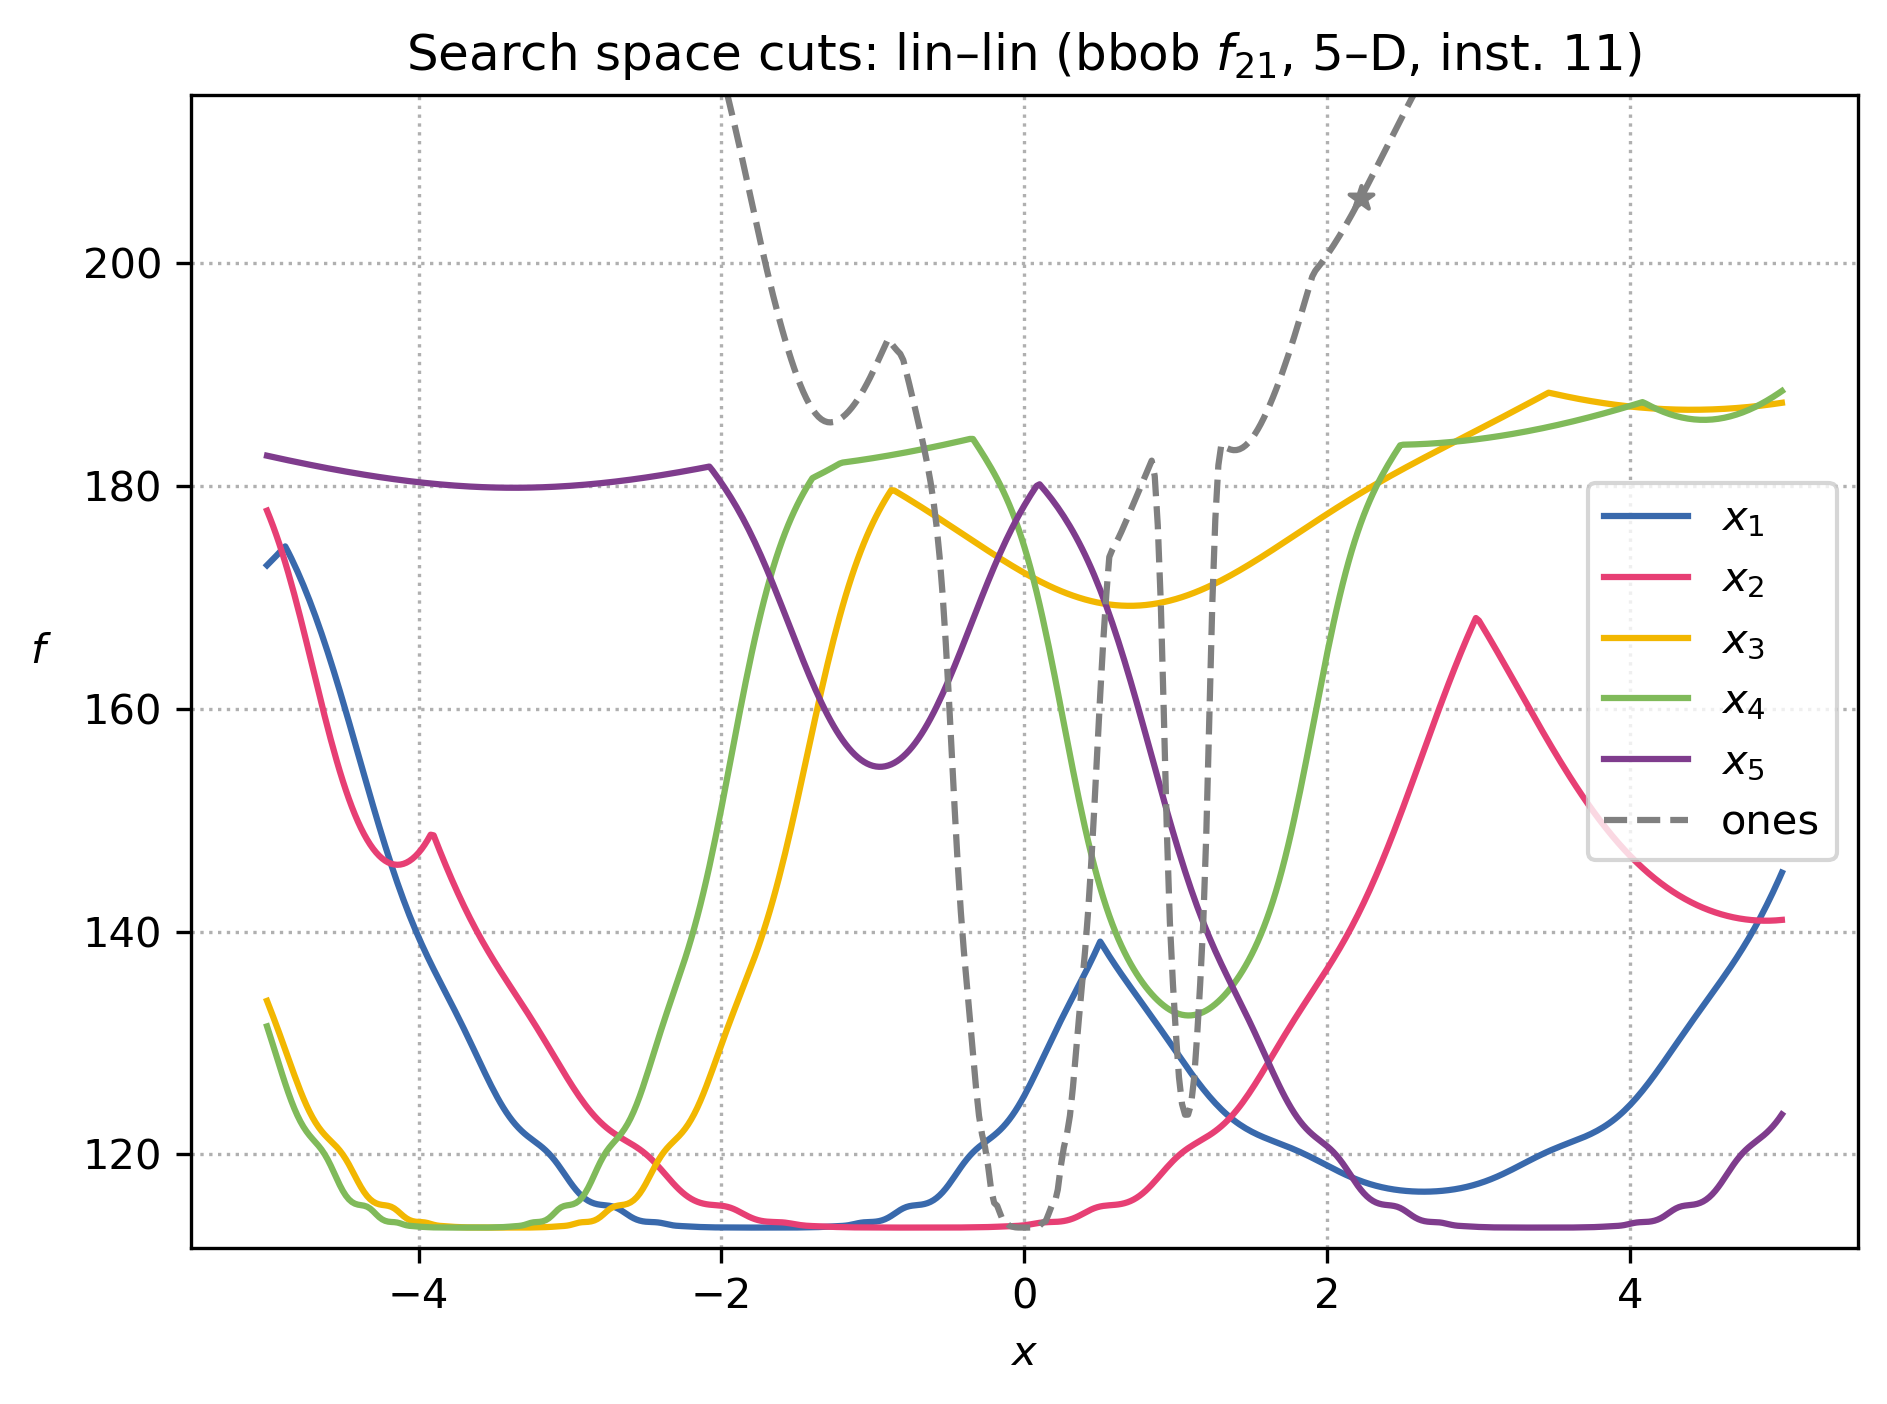 Search space cuts: lin–lin (bbob f21, 5–D, inst. 11)
f
200
180
160
140
120
−4 −2 0 2 4
x
x1
x2
x3
x4
x5
ones